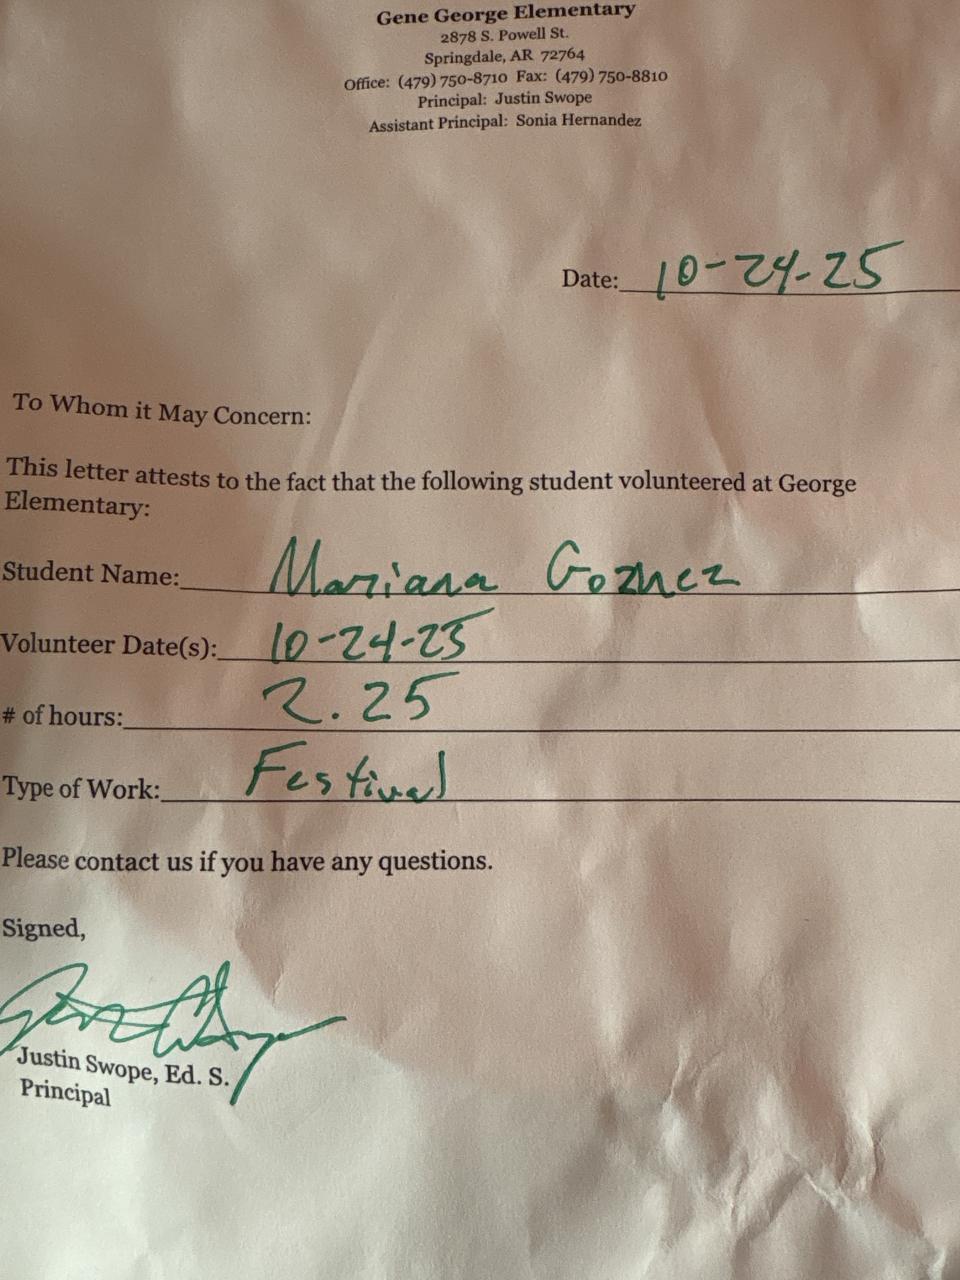 Gene George Elementary
2878 S. Powell St.
Springdale, AR 72764
Office: (479) 750-8710 Fax: (479) 750-8810
Principal: Justin Swope
Assistant Principal: Sonia Hernandez
Date: 10-24-25
To Whom it May Concern:
This letter attests to the fact that the following student volunteered at George
Elementary:
Student Name: Mariana
Volunteer Date(s): 10-24-25
# of hours: 2.25
Type of Work: Festival
Please contact us if you have any questions.
Signed,
Justin Swope, Ed. S.
Principal